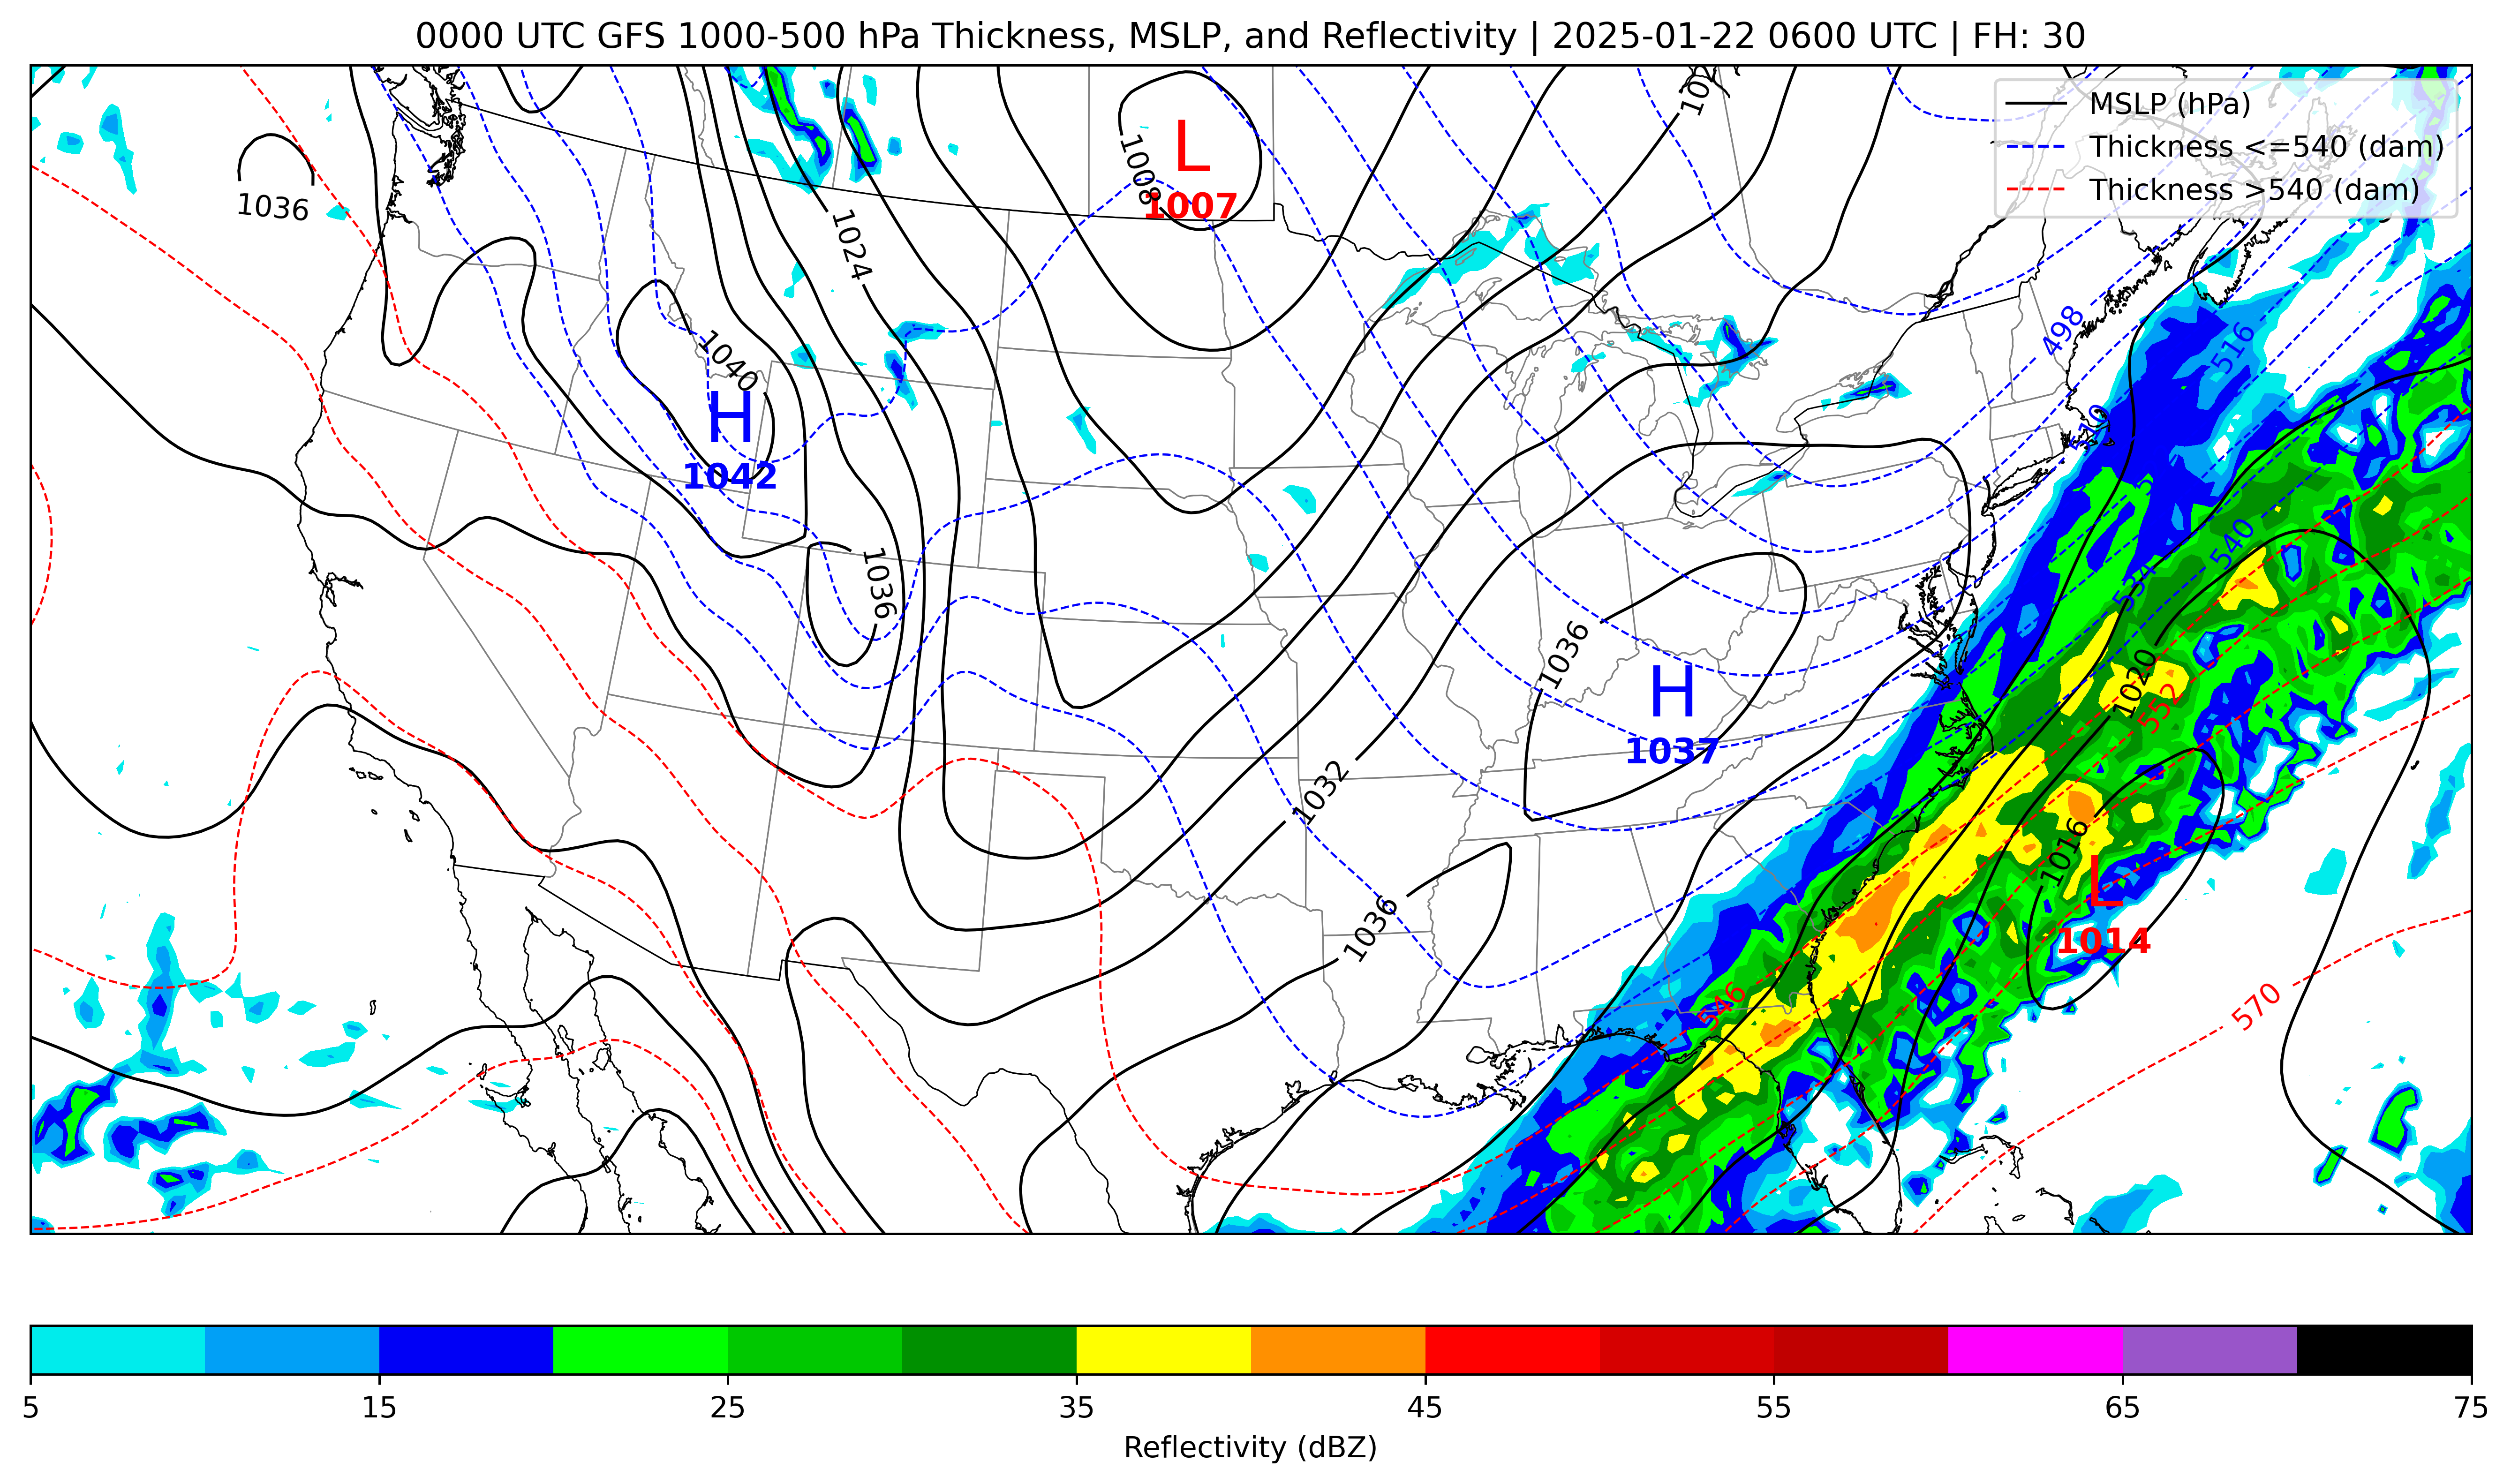 0000 UTC GFS 1000-500 hPa Thickness, MSLP, and Reflectivity | 2025-01-22 0600 UTC | FH: 30
MSLP (hPa)
Thickness <=540 (dam)
Thickness >540 (dam)
L
1007
1008
1036
1024
498
516
1040
H
1042
510
1036
540
534
1036
H
1037
1020
552
1032
1016
L
1014
1036
546
570
5 15 25 35 45 55 65 75
Reflectivity (dBZ)